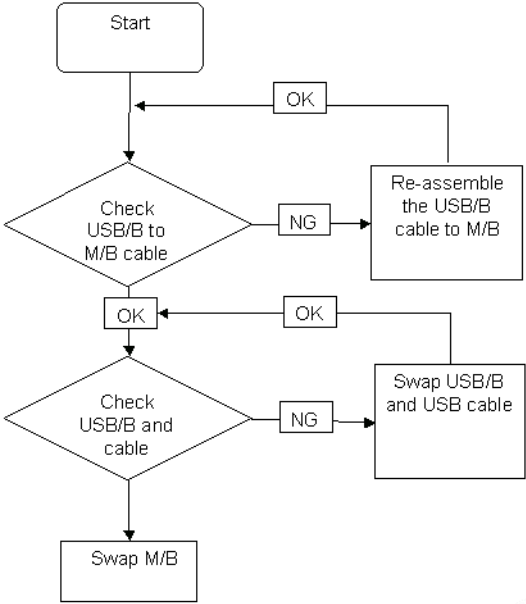 Start
OK
Check
USB/B to
M/B cable
NG
Re-assemble
the USB/B
cable to M/B
OK
OK
Check
USB/B and
cable
NG
Swap USB/B
and USB cable
Swap M/B